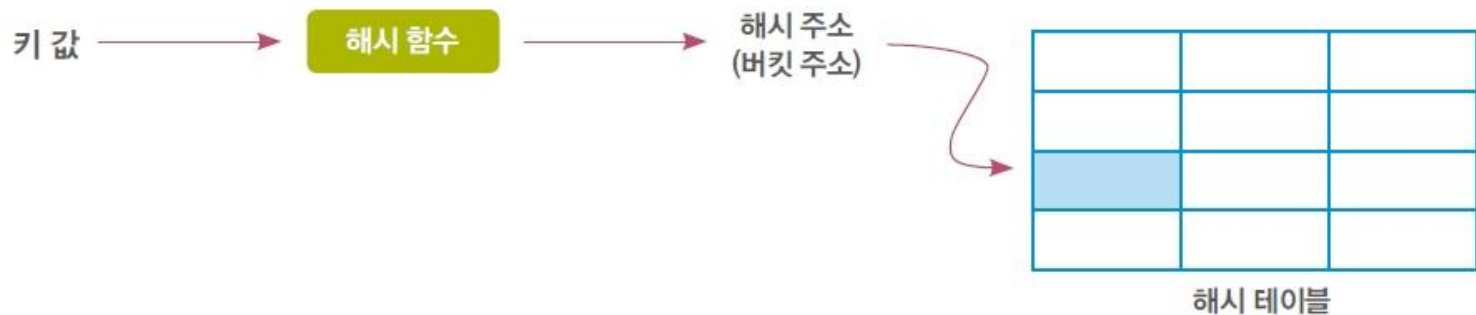 키 값
해시 함수
해시 주소
(버킷 주소)
해시 테이블